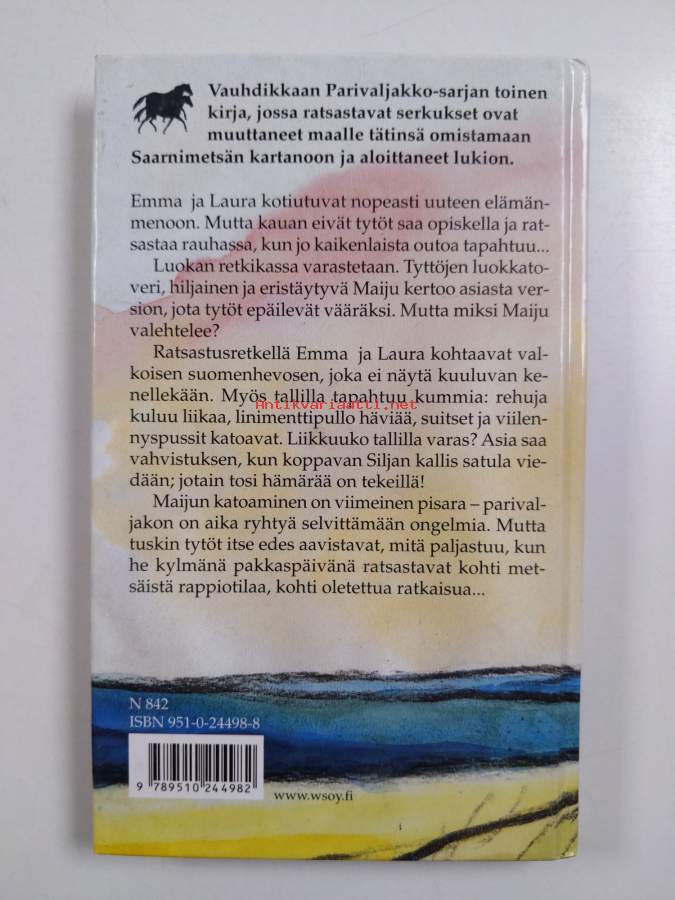 Vauhdikkaan Parivaljakko-sarjan toinen
kirja, jossa ratsastavat serkukset ovat
muuttaneet maalle tätinsä omistamaan
Saarnimetsän kartanoon ja aloittaneet lukion.
Emma ja Laura kotiutuvat nopeasti uuteen elämän-
menoon. Mutta kauan eivät tytöt saa opiskella ja rat-
sastaa rauhassa, kun jo kaikenlaista outoa tapahtuu...
Luokan retkikassa varastetaan. Tyttöjen luokkato-
veri, hiljainen ja eristäytyvä Maiju kertoo asiasta ver-
sion, jota tytöt epäilevät vääräksi. Mutta miksi Maiju
valehtelee?
Ratsastusretkellä Emma ja Laura kohtaavat val-
koisen suomenhevosen, joka ei näytä kuuluvan ke-
nellekään. Myös tallilla tapahtuu kummia: rehuja
Antikvariaatti.net
kuluu liikaa, linimenttipullo häviää, suitset ja viilen-
nyspussit katoavat. Liikkuuko tallilla varas? Asia saa
vahvistuksen, kun koppavan Siljan kallis satula vie-
dään; jotain tosi hämärää on tekeillä!
Maijun katoaminen on viimeinen pisara – parival-
jakon on aika ryhtyä selvittämään ongelmia. Mutta
tuskin tytöt itse edes aavistavat, mitä paljastuu, kun
he kylmänä pakkaspäivänä ratsastavat kohti met-
säistä rappiotilaa, kohti oletettua ratkaisua...
N 842
ISBN 951-0-24498-8
9 789510 244982
www.wsoy.fi